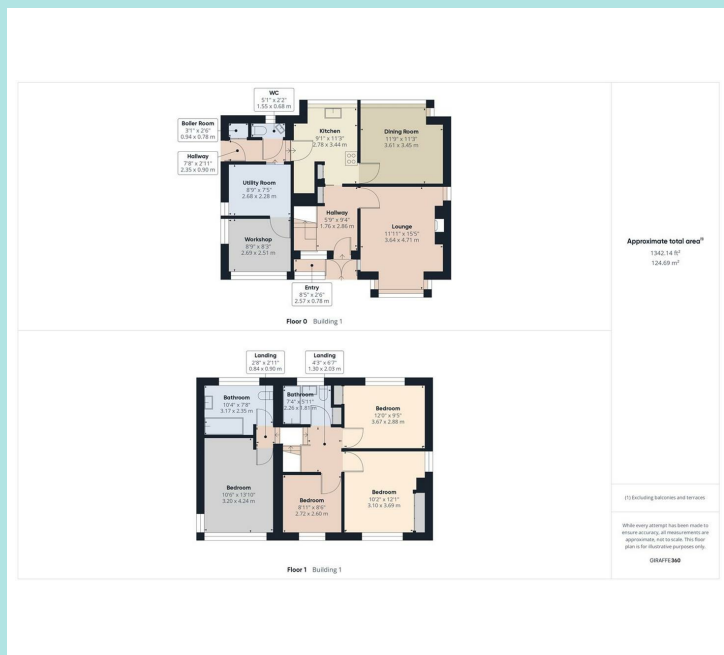 WC
5'1" x 2'2"
1.55 x 0.68 m
Boiler Room
3'1" x 2'6"
0.94 x 0.78 m
Hallway
7'8" x 2'11"
2.35 x 0.90 m
Kitchen
9'1" x 11'3"
2.78 x 3.44 m
Dining Room
11'9" x 11'3"
3.61 x 3.45 m
Utility Room
8'9" x 7'5"
2.68 x 2.28 m
Hallway
5'9" x 9'4"
1.76 x 2.86 m
Lounge
11'11" x 15'5"
3.64 x 4.71 m
Workshop
8'9" x 8'3"
2.69 x 2.51 m
Entry
8'5" x 2'6"
2.57 x 0.78 m
Floor 0 Building 1
Landing
2'8" x 2'11"
0.84 x 0.90 m
Landing
4'3" x 6'7"
1.30 x 2.03 m
Bathroom
10'4" x 7'8"
3.17 x 2.35 m
Bathroom
7'4" x 5'11"
2.26 x 1.81 m
Bedroom
12'0" x 9'5"
3.67 x 2.88 m
Bedroom
10'6" x 13'10"
3.20 x 4.24 m
Bedroom
8'11" x 8'6"
2.72 x 2.60 m
Bedroom
10'2" x 12'1"
3.10 x 3.69 m
Floor 1 Building 1
Approximate total area⁽¹⁾
1342.14 ft²
124.69 m²
(1) Excluding balconies and terraces
While every attempt has been made to
ensure accuracy, all measurements are
approximate, not to scale. This floor
plan is for illustrative purposes only.
GIRAFFE360